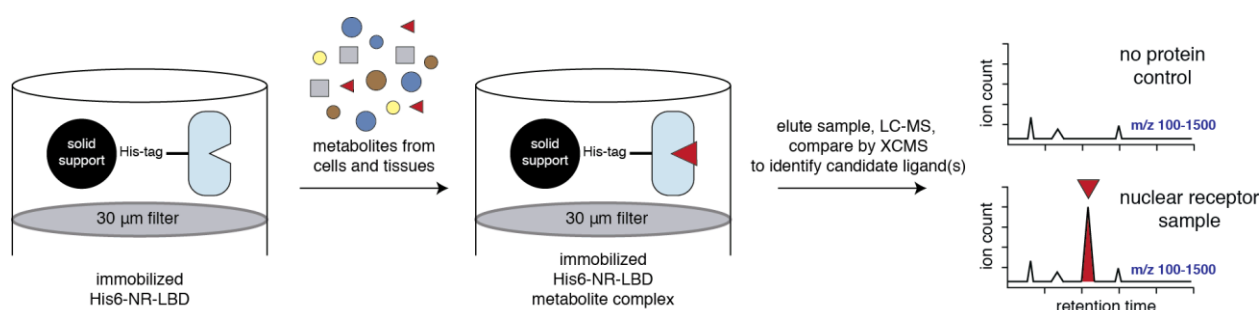 solid
support
His-tag
30 µm filter
immobilized
His6-NR-LBD
metabolites from
cells and tissues
solid
support
His-tag
30 µm filter
immobilized
His6-NR-LBD
metabolite complex
elute sample, LC-MS,
compare by XCMS
to identify candidate ligand(s)
ion count
no protein
control
m/z 100-1500
ion count
nuclear receptor
sample
m/z 100-1500
retention time